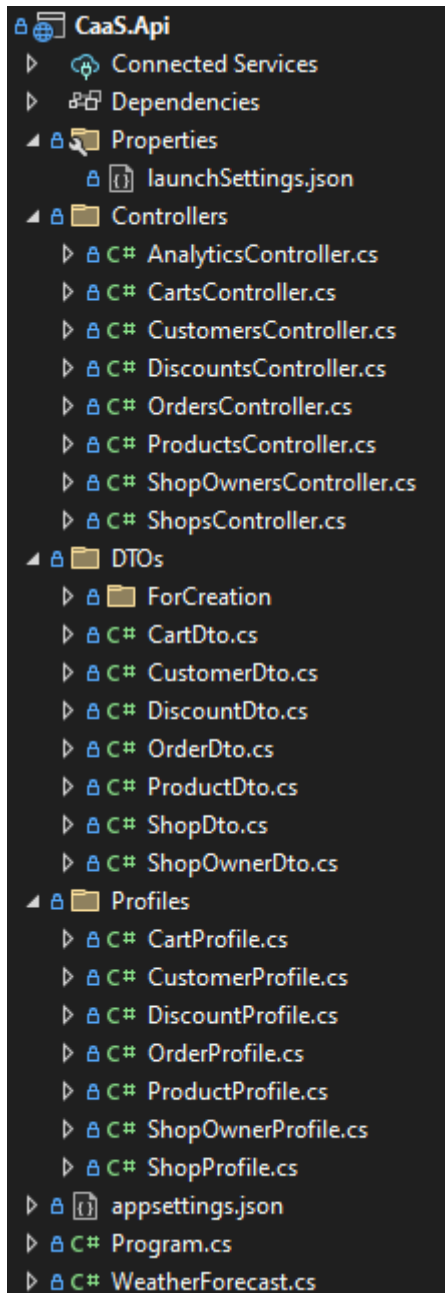 CaaS.Api
Connected Services
Dependencies
Properties
launchSettings.json
Controllers
C# AnalyticsController.cs
C# CartsController.cs
C# CustomersController.cs
C# DiscountsController.cs
C# OrdersController.cs
C# ProductsController.cs
C# ShopOwnersController.cs
C# ShopsController.cs
DTOs
ForCreation
C# CartDto.cs
C# CustomerDto.cs
C# DiscountDto.cs
C# OrderDto.cs
C# ProductDto.cs
C# ShopDto.cs
C# ShopOwnerDto.cs
Profiles
C# CartProfile.cs
C# CustomerProfile.cs
C# DiscountProfile.cs
C# OrderProfile.cs
C# ProductProfile.cs
C# ShopOwnerProfile.cs
C# ShopProfile.cs
appsettings.json
C# Program.cs
C# WeatherForecast.cs